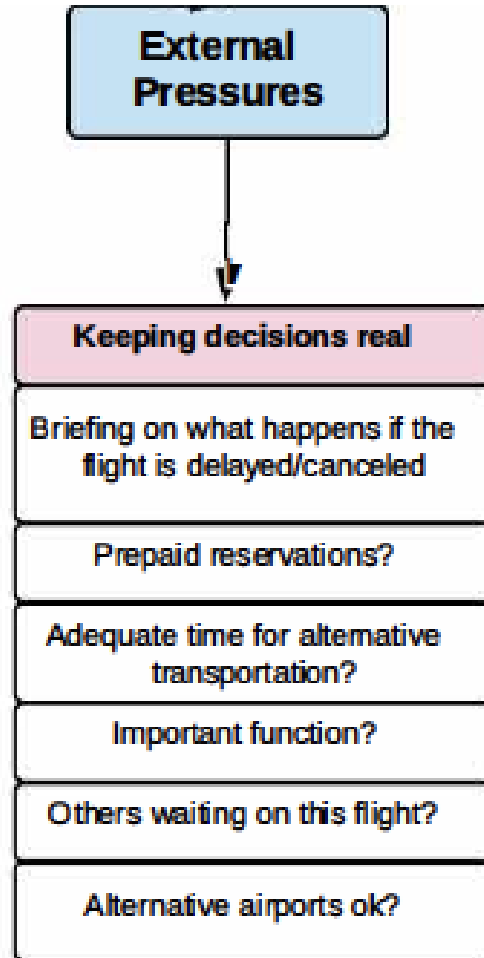 External
Pressures
Keeping decisions real
Briefing on what happens if the
flight is delayed/canceled
Prepaid reservations?
Adequate time for alternative
transportation?
Important function?
Others waiting on this flight?
Alternative airports ok?